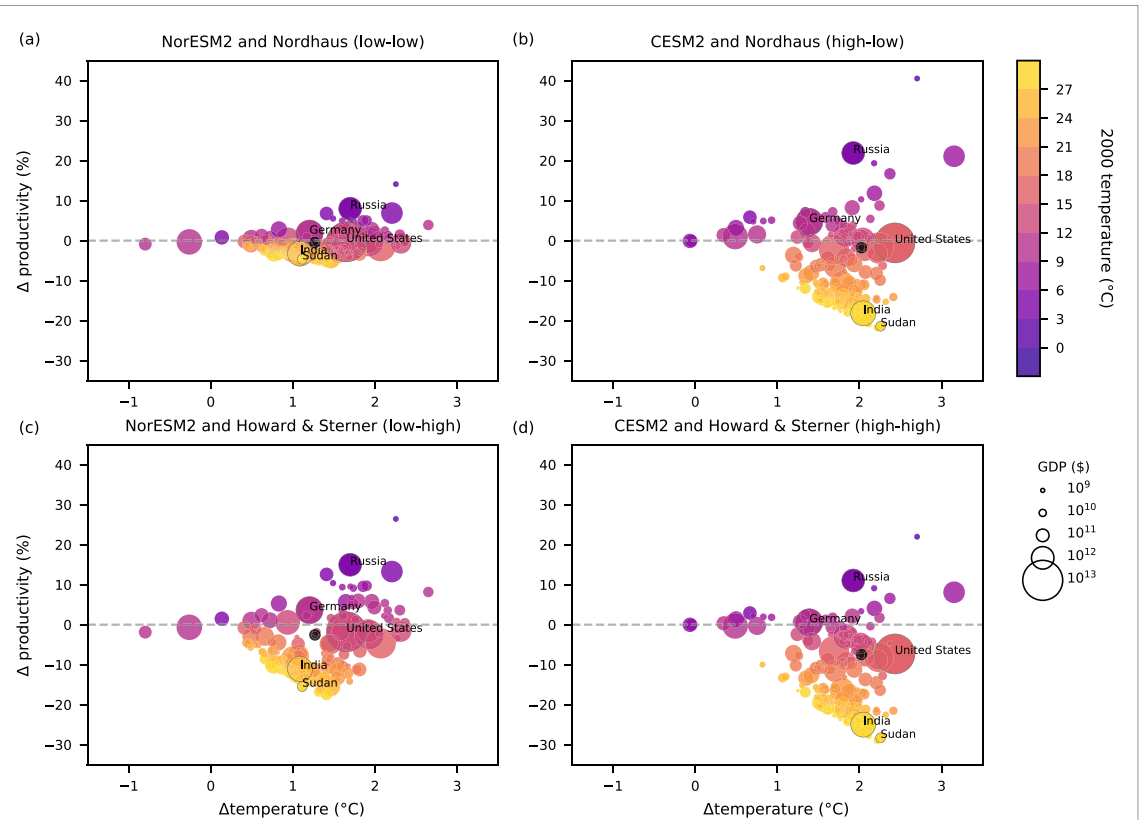 (a) NorESM2 and Nordhaus (low-low)
(b) CESM2 and Nordhaus (high-low)
40
30
20
10
0
−10
−20
−30
Δ productivity (%)
Russia
Germany
United States
India
Sudan
−1 0 1 2 3
40
30
20
10
0
−10
−20
−30
Russia
Germany
United States
India
Sudan
−1 0 1 2 3
27
24
21
18
15
12
9
6
3
0
2000 temperature (°C)
(c) NorESM2 and Howard & Sterner (low-high)
(d) CESM2 and Howard & Sterner (high-high)
40
30
20
10
0
−10
−20
−30
Δ productivity (%)
Russia
Germany
United States
India
Sudan
−1 0 1 2 3
Δtemperature (°C)
40
30
20
10
0
−10
−20
−30
Russia
Germany
United States
India
Sudan
−1 0 1 2 3
Δtemperature (°C)
GDP ($)
10⁹
10¹⁰
10¹¹
10¹²
10¹³